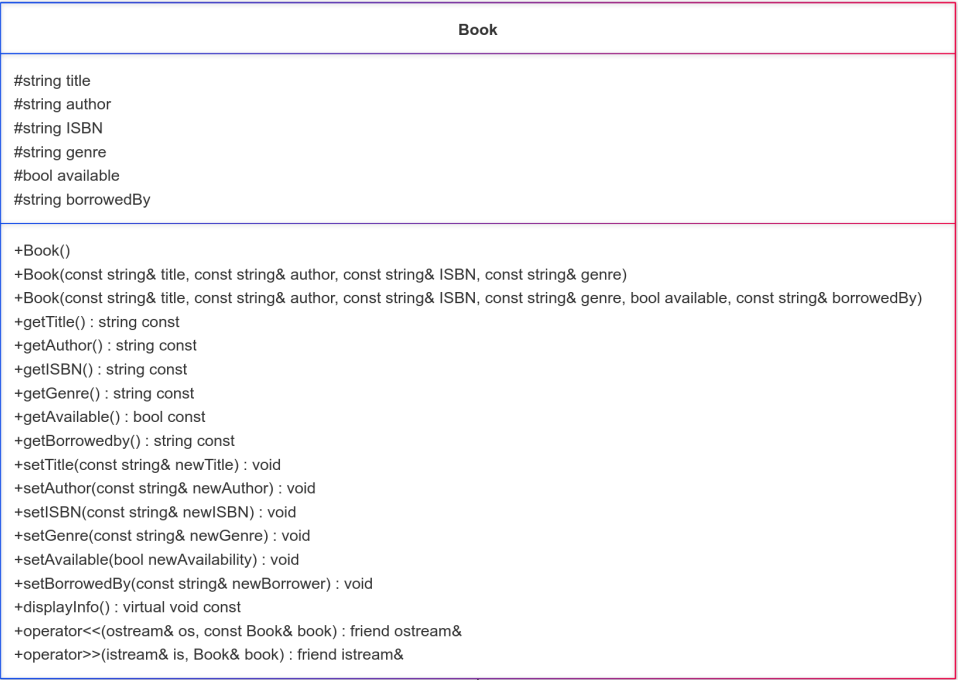 Book
#string title
#string author
#string ISBN
#string genre
#bool available
#string borrowedBy
+Book()
+Book(const string& title, const string& author, const string& ISBN, const string& genre)
+Book(const string& title, const string& author, const string& ISBN, const string& genre, bool available, const string& borrowedBy)
+getTitle() : string const
+getAuthor() : string const
+getISBN() : string const
+getGenre() : string const
+getAvailable() : bool const
+getBorrowedby() : string const
+setTitle(const string& newTitle) : void
+setAuthor(const string& newAuthor) : void
+setISBN(const string& newISBN) : void
+setGenre(const string& newGenre) : void
+setAvailable(bool newAvailability) : void
+setBorrowedBy(const string& newBorrower) : void
+displayInfo() : virtual void const
+operator<<(ostream& os, const Book& book) : friend ostream&
+operator>>(istream& is, Book& book) : friend istream&